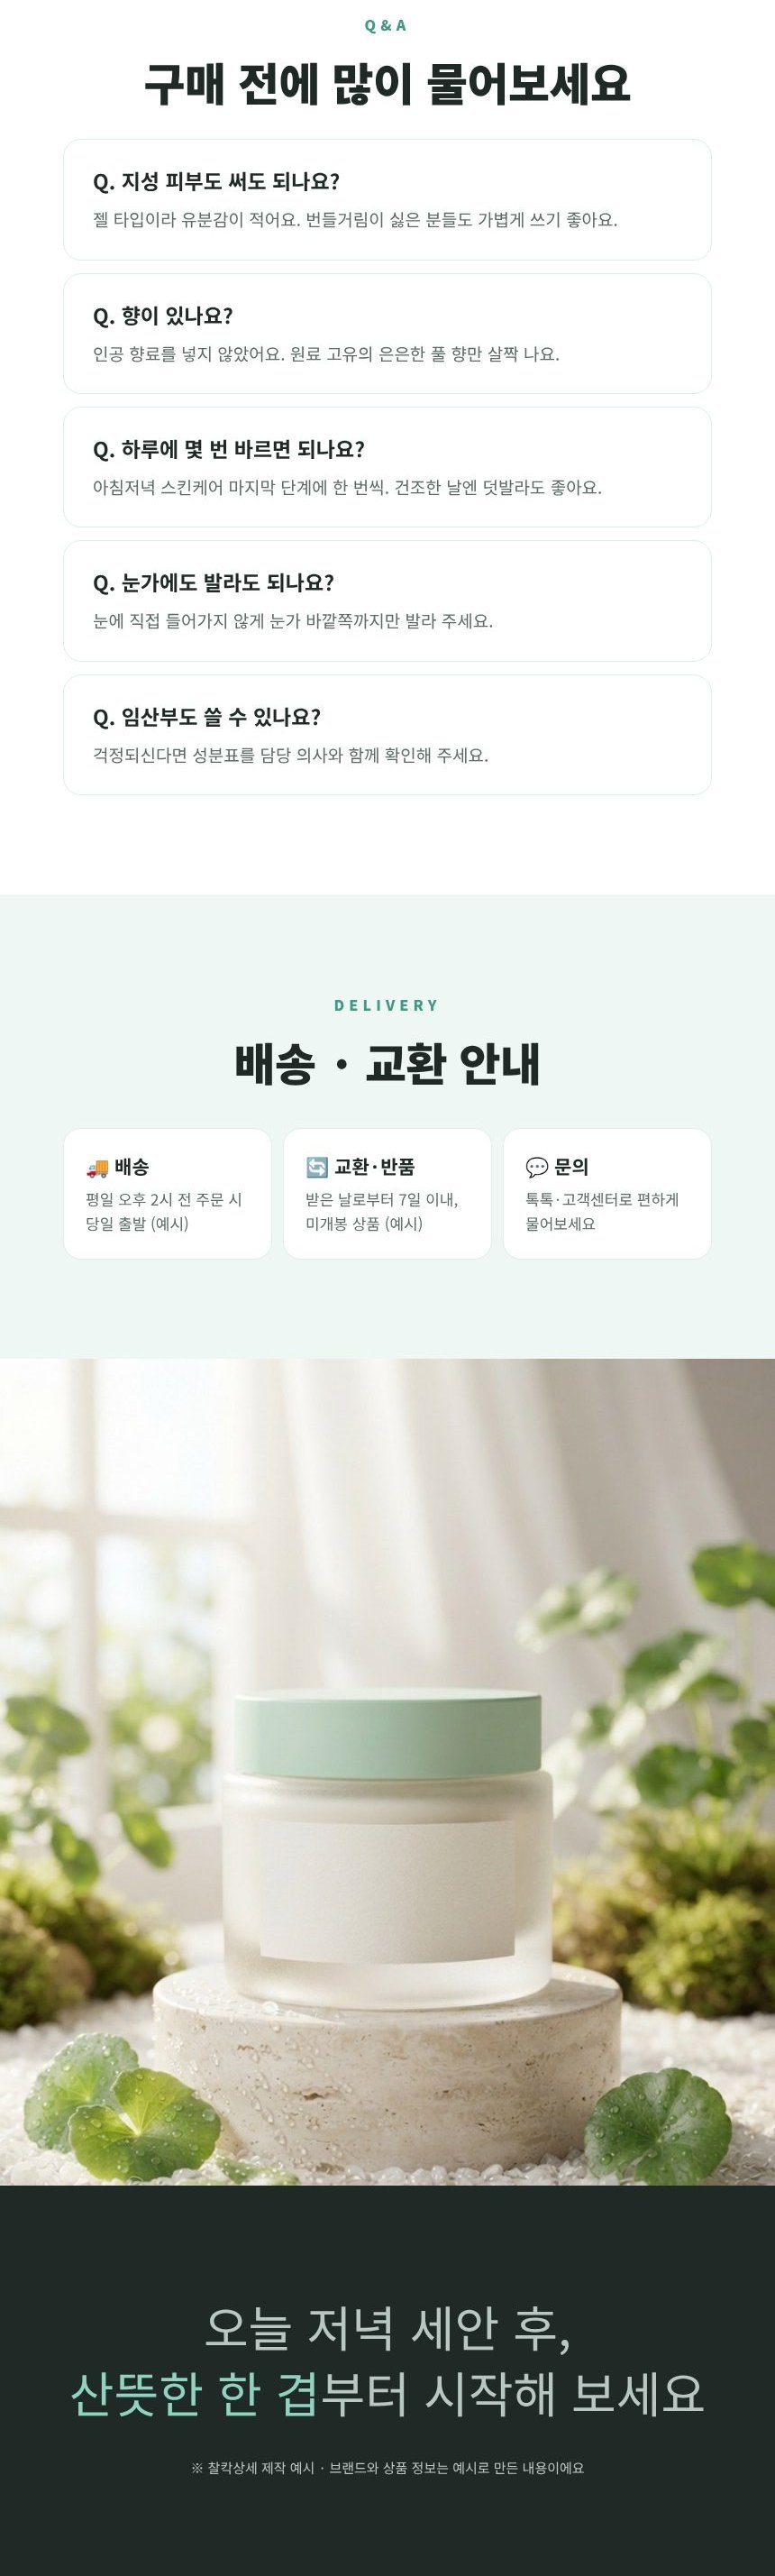 Q&A
구매 전에 많이 물어보세요
Q. 지성 피부도 써도 되나요?
젤 타입이라 유분감이 적어요. 번들거림이 싫은 분들도 가볍게 쓰기 좋아요.
Q. 향이 있나요?
인공 향료를 넣지 않았어요. 원료 고유의 은은한 풀 향만 살짝 나요.
Q. 하루에 몇 번 바르면 되나요?
아침저녁 스킨케어 마지막 단계에 한 번씩. 건조한 날엔 덧발라도 좋아요.
Q. 눈가에도 발라도 되나요?
눈에 직접 들어가지 않게 눈가 바깥쪽까지만 발라 주세요.
Q. 임산부도 쓸 수 있나요?
걱정되신다면 성분표를 담당 의사와 함께 확인해 주세요.
DELIVERY
배송 · 교환 안내
🚚 배송
평일 오후 2시 전 주문 시
당일 출발 (예시)
🔄 교환·반품
받은 날로부터 7일 이내,
미개봉 상품 (예시)
💬 문의
톡톡·고객센터로 편하게
물어보세요
오늘 저녁 세안 후,
산뜻한 한 겹부터 시작해 보세요
※ 찰칵상세 제작 예시 · 브랜드와 상품 정보는 예시로 만든 내용이에요